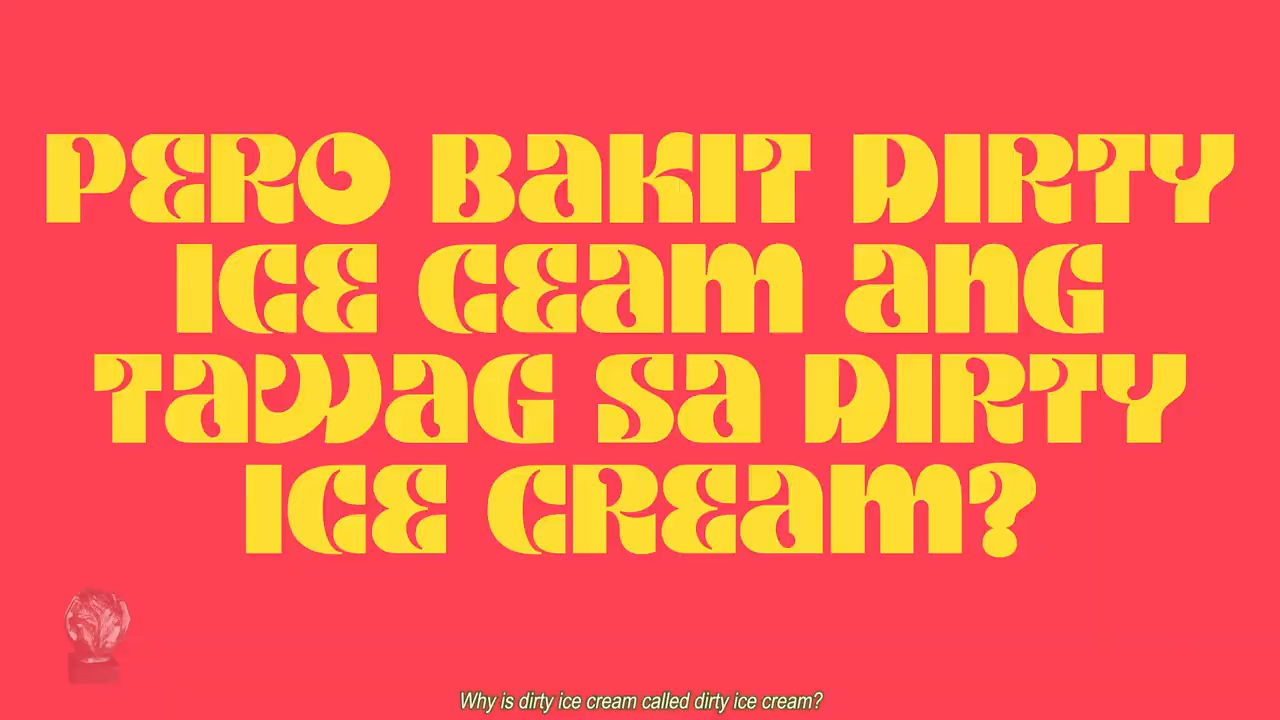 PERO BAKIT DIRTY
ICE CEAM ANG
TAWAG SA DIRTY
ICE CREAM?
Why is dirty ice cream called dirty ice cream?